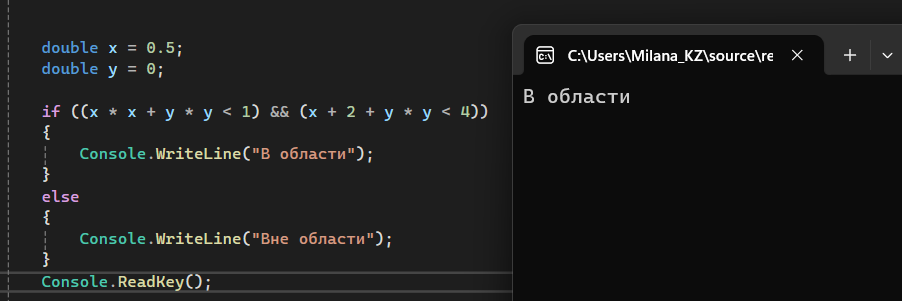 double x = 0.5;
double y = 0;
if ((x * x + y * y < 1) && (x + 2 + y * y < 4))
{
Console.WriteLine("В области");
}
else
{
Console.WriteLine("Вне области");
}
Console.ReadKey();
C:\Users\Milana_KZ\source\re
В области